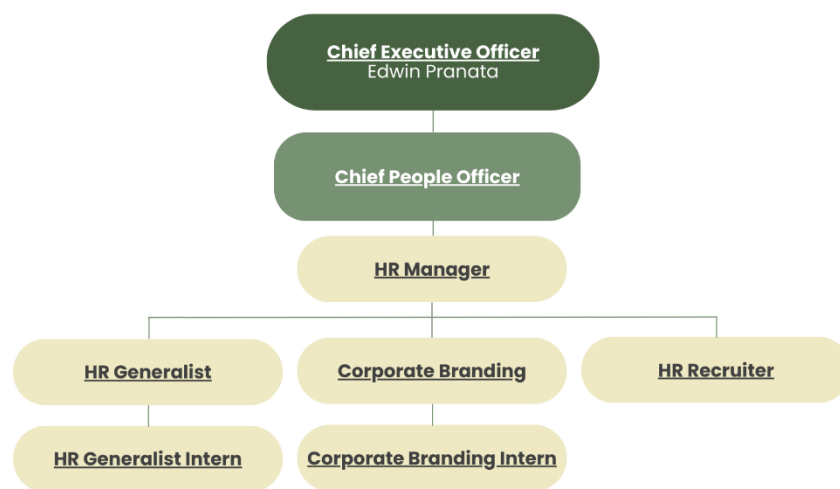 Chief Executive Officer
Edwin Pranata
Chief People Officer
HR Manager
HR Generalist
Corporate Branding
HR Recruiter
HR Generalist Intern
Corporate Branding Intern